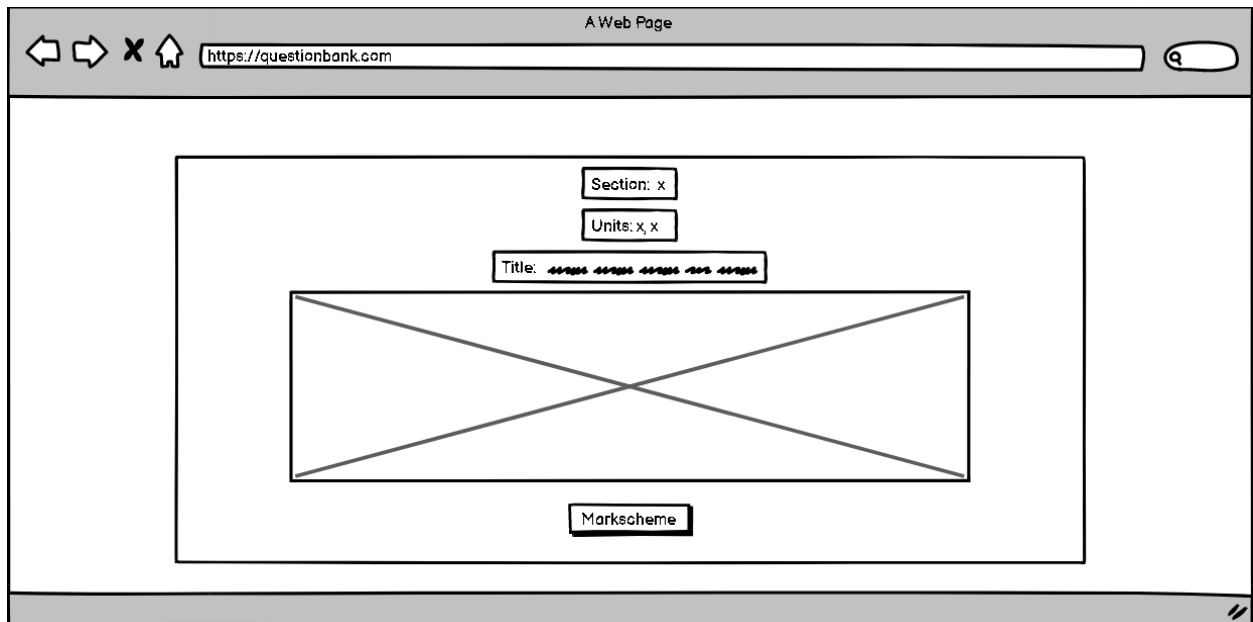 A Web Page
https://questionbank.com
Section: x
Units: x, x
Title:
Markscheme